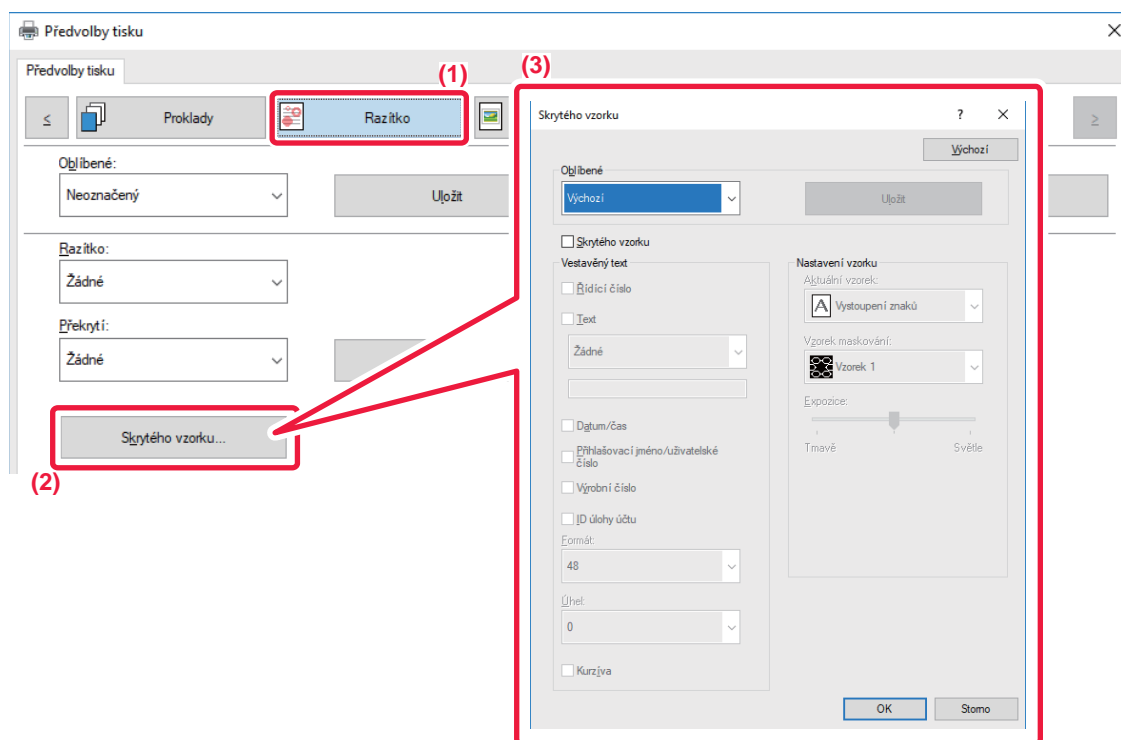 Předvolby tisku
Předvolby tisku
(1)
<
Proklady
Razítko
>
Oblíbené:
Neoznačený
Uložit
Razítko:
Žádné
Překrytí:
Žádné
Skrytého vzorku...
(2)
(3)
Skrytého vzorku
?
Výchozí
Oblíbené
Výchozí
Uložit
Skrytého vzorku
Vestavěný text
Řídicí číslo
Text
Žádné
Datum/čas
Přihlašovací jméno/uživatelské
číslo
Výrobní číslo
ID úlohy účtu
Formát:
48
Úhel:
0
Kurzíva
Nastavení vzorku
Aktuální vzorek:
A Vystoupení znaků
Vzorek maskování:
Vzorek 1
Expozice:
Tmavě Světle
OK Storno